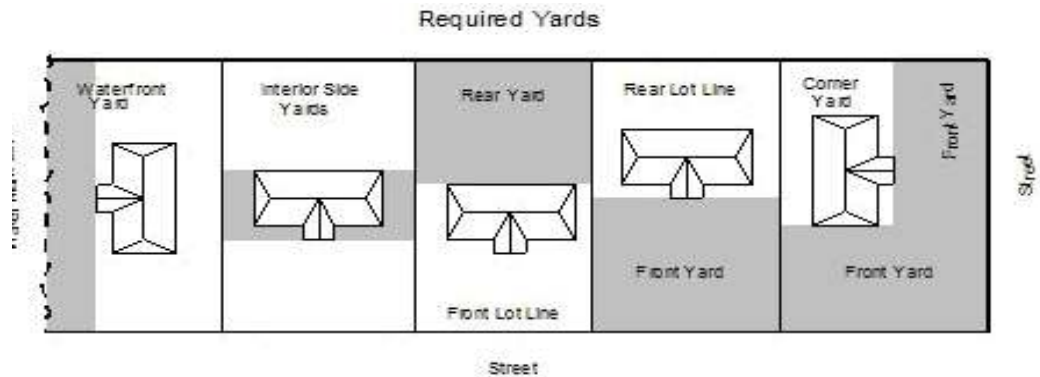 Required Yards
Waterfront
Yard
Interior Side
Yards
Rear Yard
Rear Lot Line
Corner
Yard
Front Yard
Street
Front Yard
Front Yard
Front Lot Line
Street